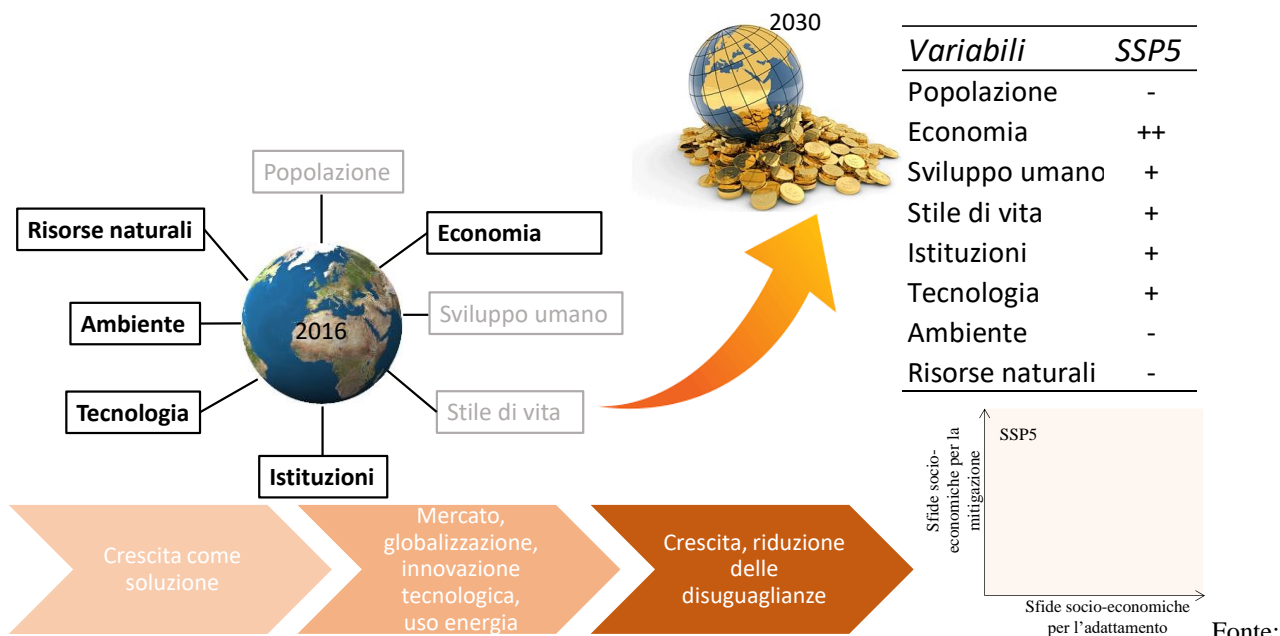 2030
Popolazione
Risorse naturali
Economia
Ambiente
2016
Sviluppo umano
Tecnologia
Stile di vita
Istituzioni
Variabili SSP5
Popolazione -
Economia ++
Sviluppo umano +
Stile di vita +
Istituzioni +
Tecnologia +
Ambiente -
Risorse naturali -
Crescita come
soluzione
Mercato,
globalizzazione,
innovazione
tecnologica,
uso energia
Crescita, riduzione
delle
disuguaglianze
Sfide socio-
economiche per la
mitigazione
SSP5
Sfide socio-economiche
per l’adattamento
Fonte: